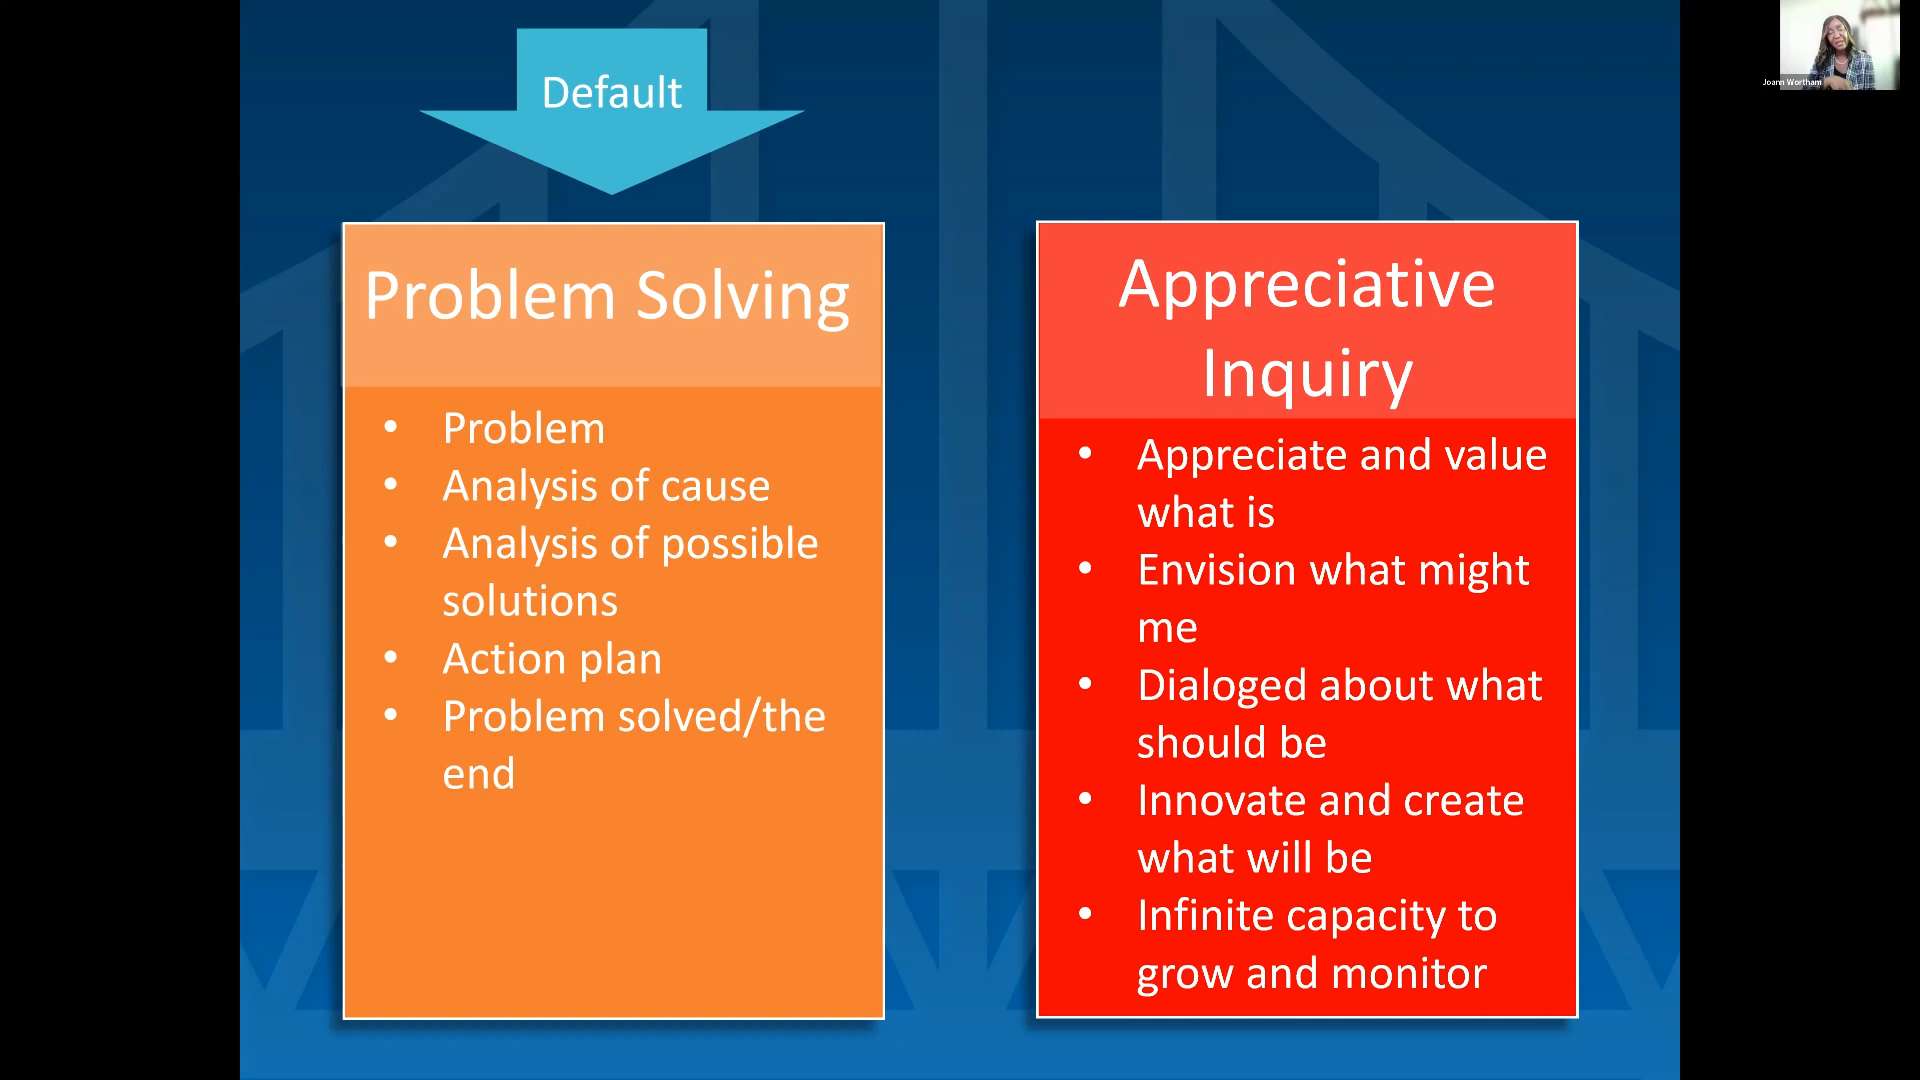 Default
Problem Solving
• Problem
• Analysis of cause
• Analysis of possible
solutions
• Action plan
• Problem solved/the
end
Appreciative
Inquiry
• Appreciate and value
what is
• Envision what might
me
• Dialoged about what
should be
• Innovate and create
what will be
• Infinite capacity to
grow and monitor
Joann Wortham